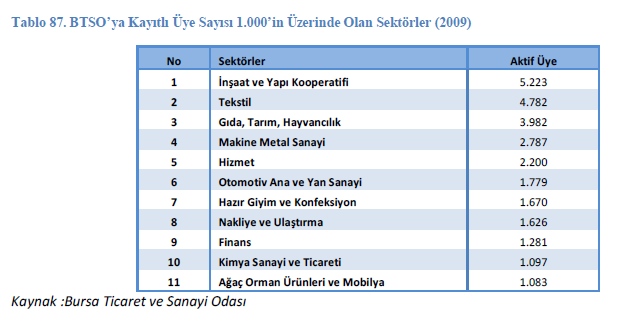 Tablo 87. BTSO’ya Kayıtlı Üye Sayısı 1.000’in Üzerinde Olan Sektörler (2009)
No Sektörler Aktif Üye
1 İnşaat ve Yapı Kooperatifi 5.223
2 Tekstil 4.782
3 Gıda, Tarım, Hayvancılık 3.982
4 Makine Metal Sanayi 2.787
5 Hizmet 2.200
6 Otomotiv Ana ve Yan Sanayi 1.779
7 Hazır Giyim ve Konfeksiyon 1.670
8 Nakliye ve Ulaştırma 1.626
9 Finans 1.281
10 Kimya Sanayi ve Ticareti 1.097
11 Ağaç Orman Ürünleri ve Mobilya 1.083
Kaynak :Bursa Ticaret ve Sanayi Odası